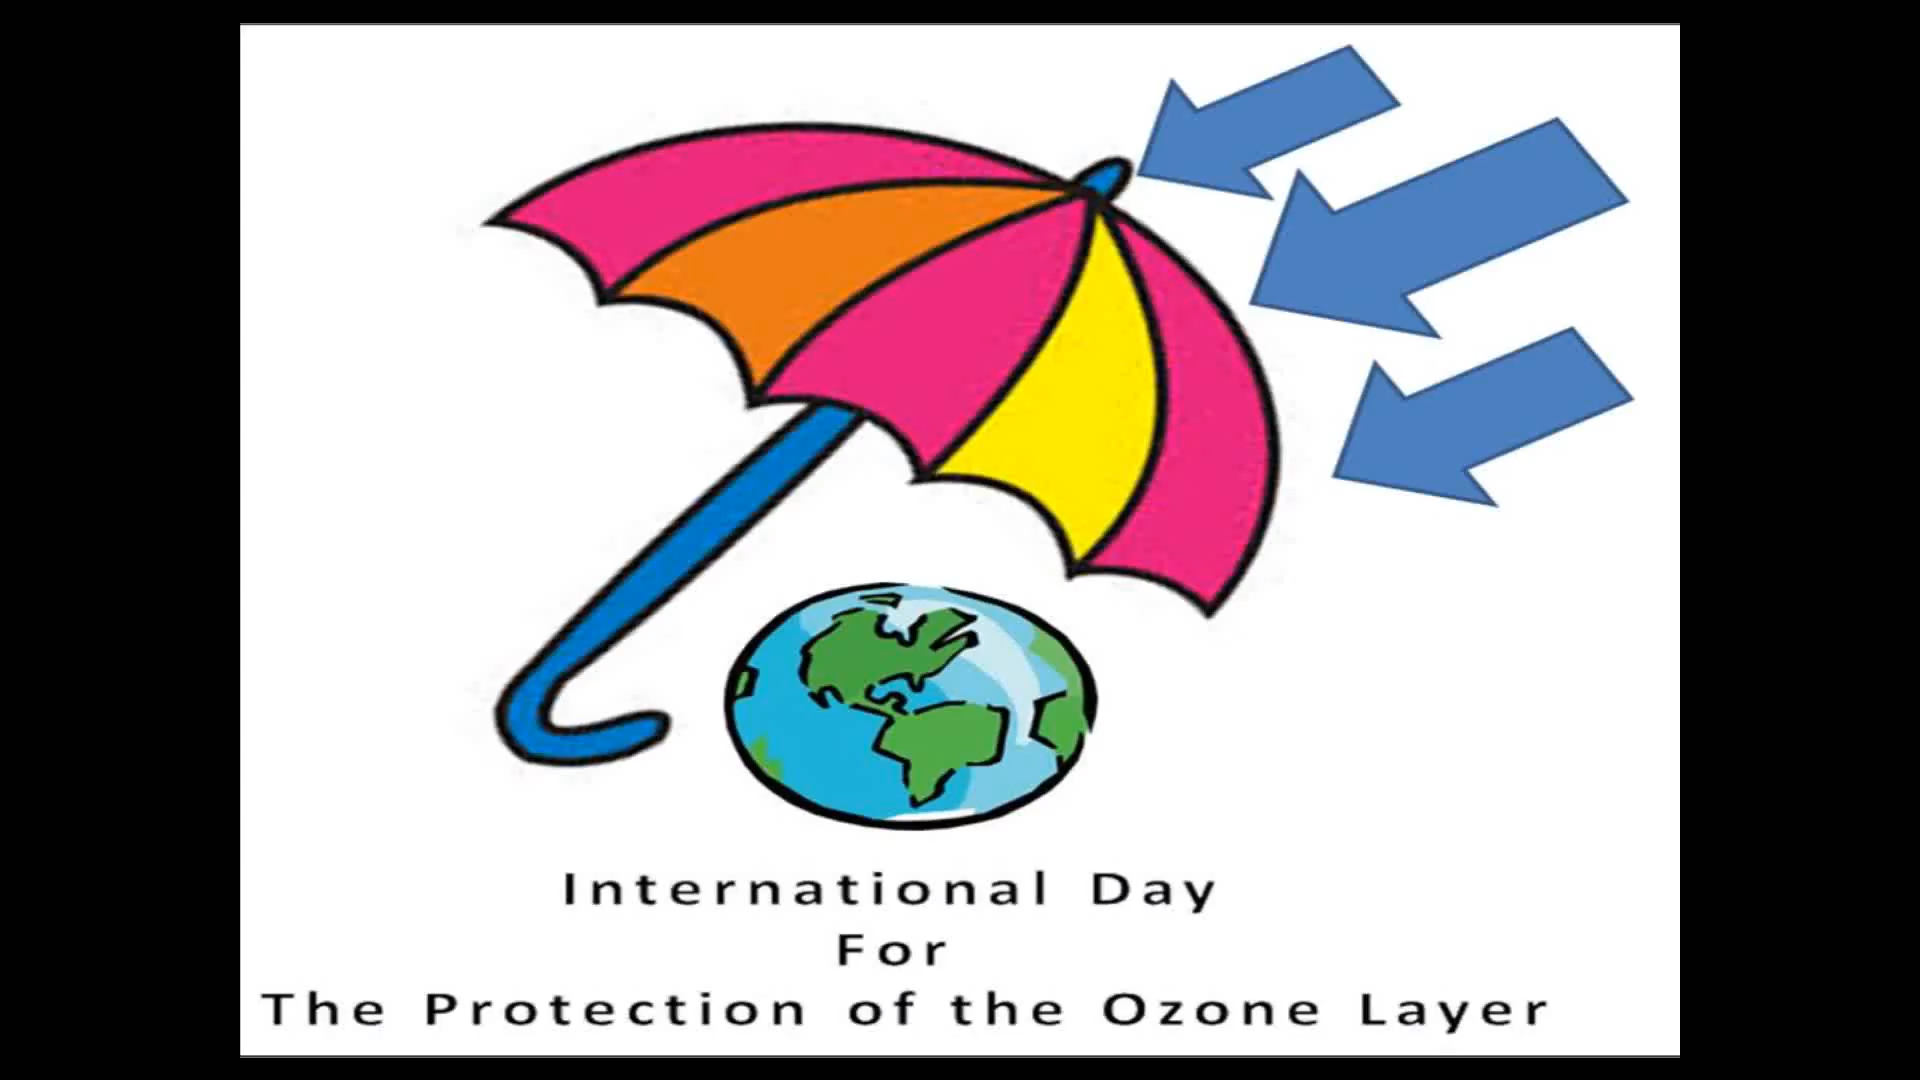 International Day
For
The Protection of the Ozone Layer